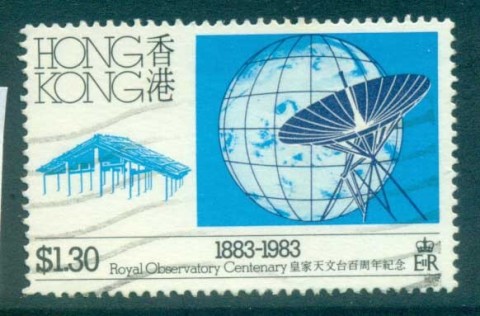 HONG 香
KONG 港
1883-1983
$1.30 Royal Observatory Centenary 皇家天文台百周年紀念 EIIR